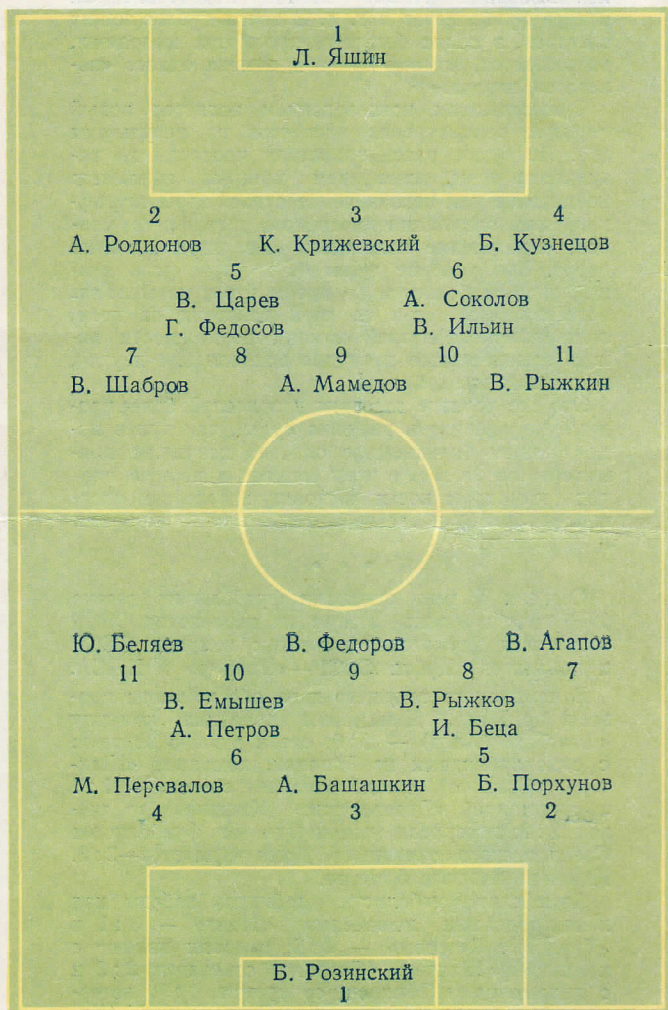 1
Л. Яшин
2 3 4
А. Родионов К. Крижевский Б. Кузнецов
5 6
В. Царев А. Соколов
Г. Федосов В. Ильин
7 8 9 10 11
В. Шабров А. Мамедов В. Рыжкин
Ю. Беляев В. Федоров В. Агапов
11 10 9 8 7
В. Емышев В. Рыжков
А. Петров И. Беца
6 5
М. Перевалов А. Башашкин Б. Порхунов
4 3 2
Б. Розинский
1